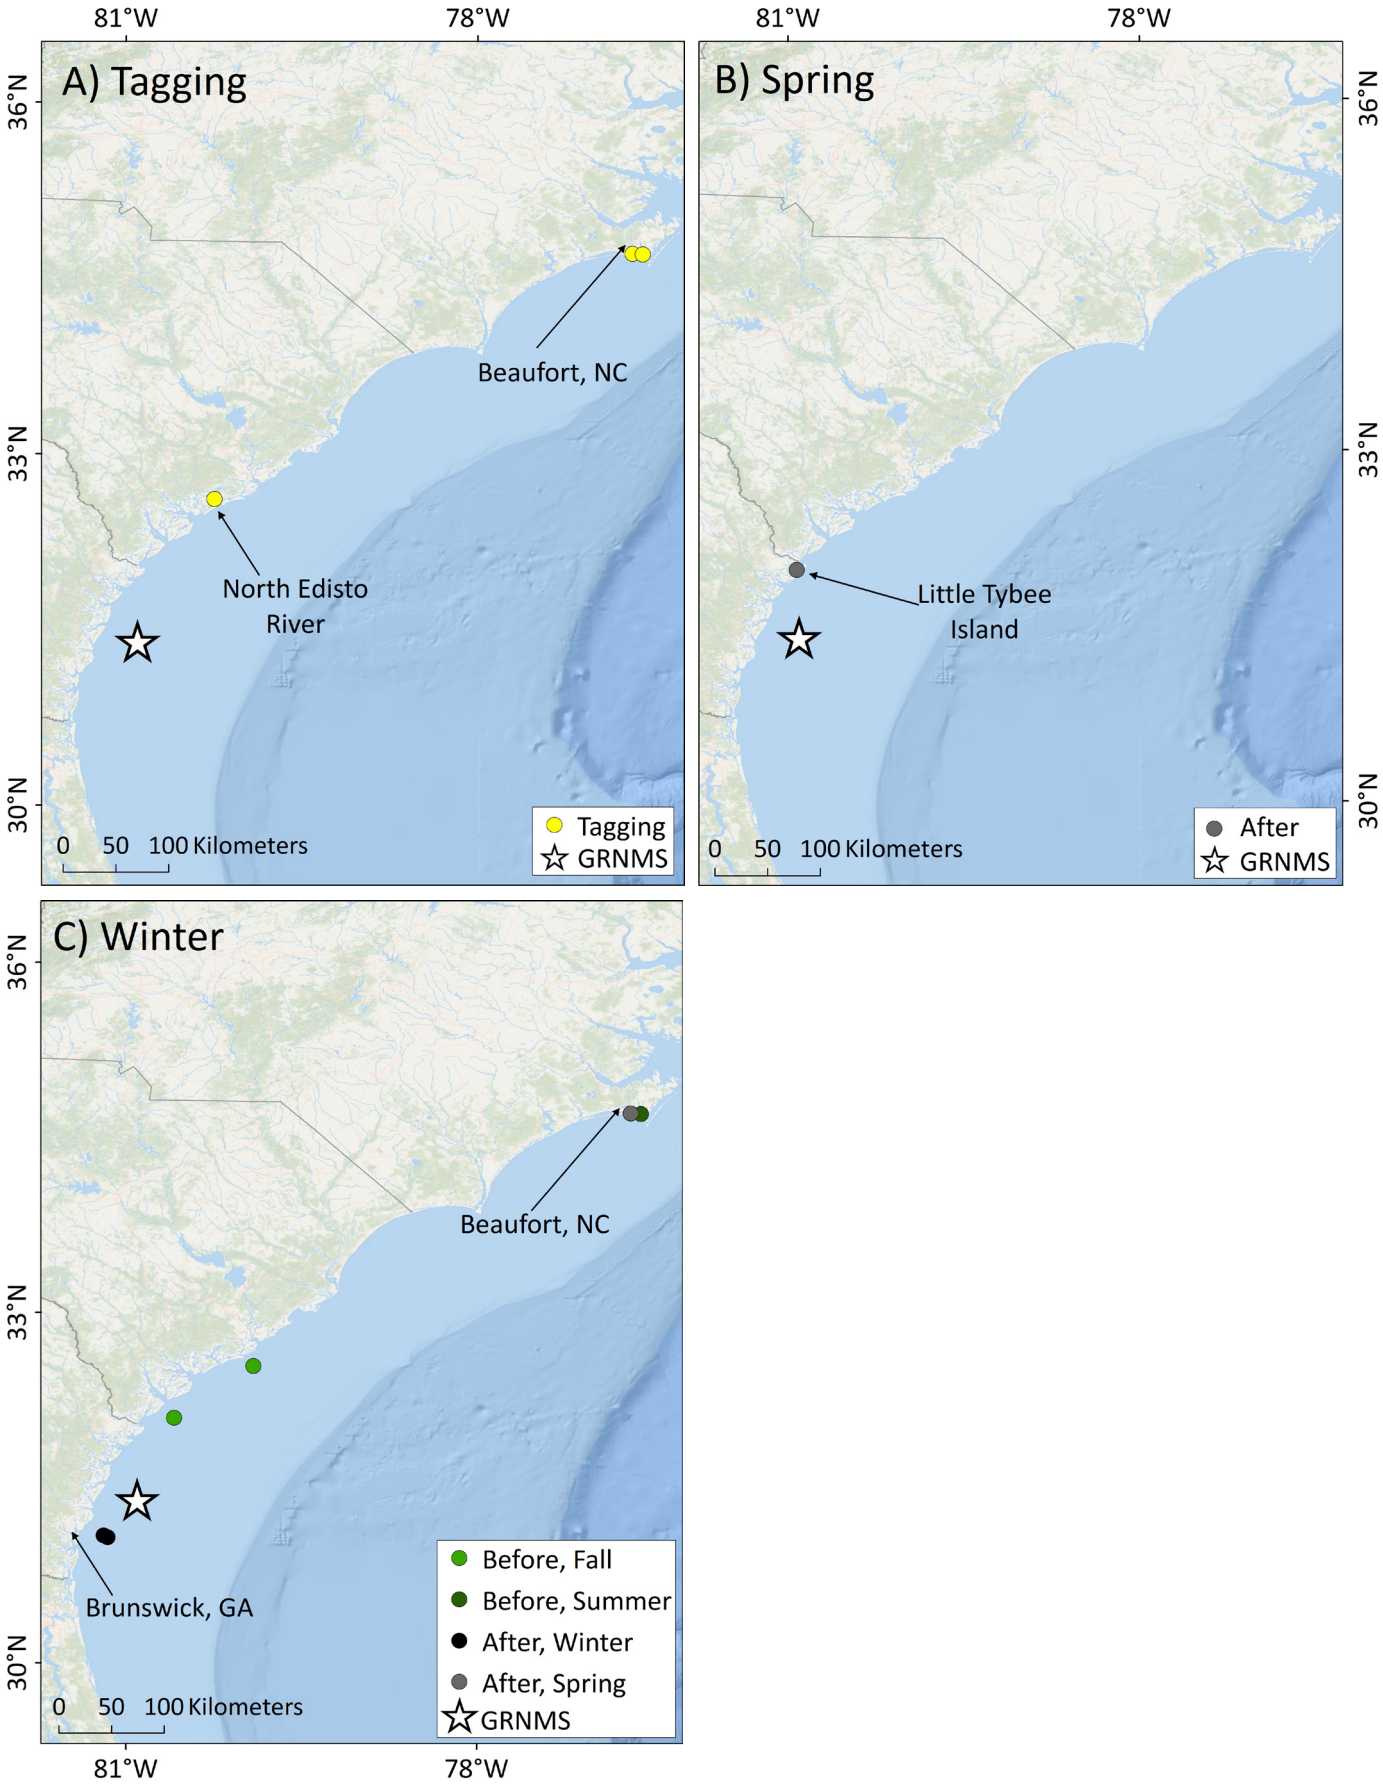 81°W 78°W 81°W 78°W
A) Tagging
B) Spring
36°N
36°N
Beaufort, NC
33°N
33°N
North Edisto
River
Little Tybee
Island
30°N
30°N
Tagging
GRNMS
0 50 100 Kilometers
After
GRNMS
0 50 100 Kilometers
C) Winter
36°N
Beaufort, NC
33°N
Brunswick, GA
Before, Fall
Before, Summer
After, Winter
After, Spring
GRNMS
30°N
0 50 100 Kilometers
81°W 78°W